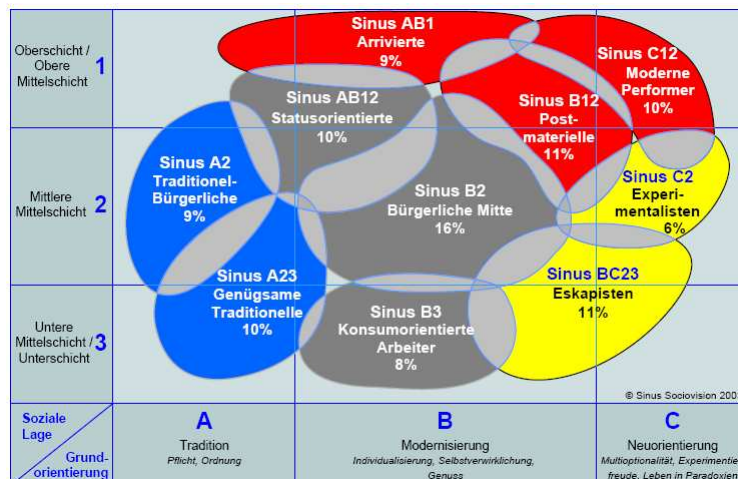 Oberschicht /
Obere
Mittelschicht
1
Mittlere
Mittelschicht
2
Untere
Mittelschicht /
Unterschicht
3
Sinus AB1
Arrivierte
9%
Sinus C12
Moderne
Performer
10%
Sinus AB12
Statusorientierte
10%
Sinus B12
Post-
materielle
11%
Sinus A2
Traditionel-
Bürgerliche
9%
Sinus B2
Bürgerliche Mitte
16%
Sinus C2
Experi-
mentalisten
6%
Sinus A23
Genügsame
Traditionelle
10%
Sinus B3
Konsumorientierte
Arbeiter
8%
Sinus BC23
Eskapisten
11%
© Sinus Sociovision 200
Soziale
Lage
Grund-
orientierung
A
Tradition
Pflicht, Ordnung
B
Modernisierung
Individualisierung, Selbstverwirklichung,
Genuss
C
Neuorientierung
Multioptionalität, Experimentie
freude, Leben in Paradoxien